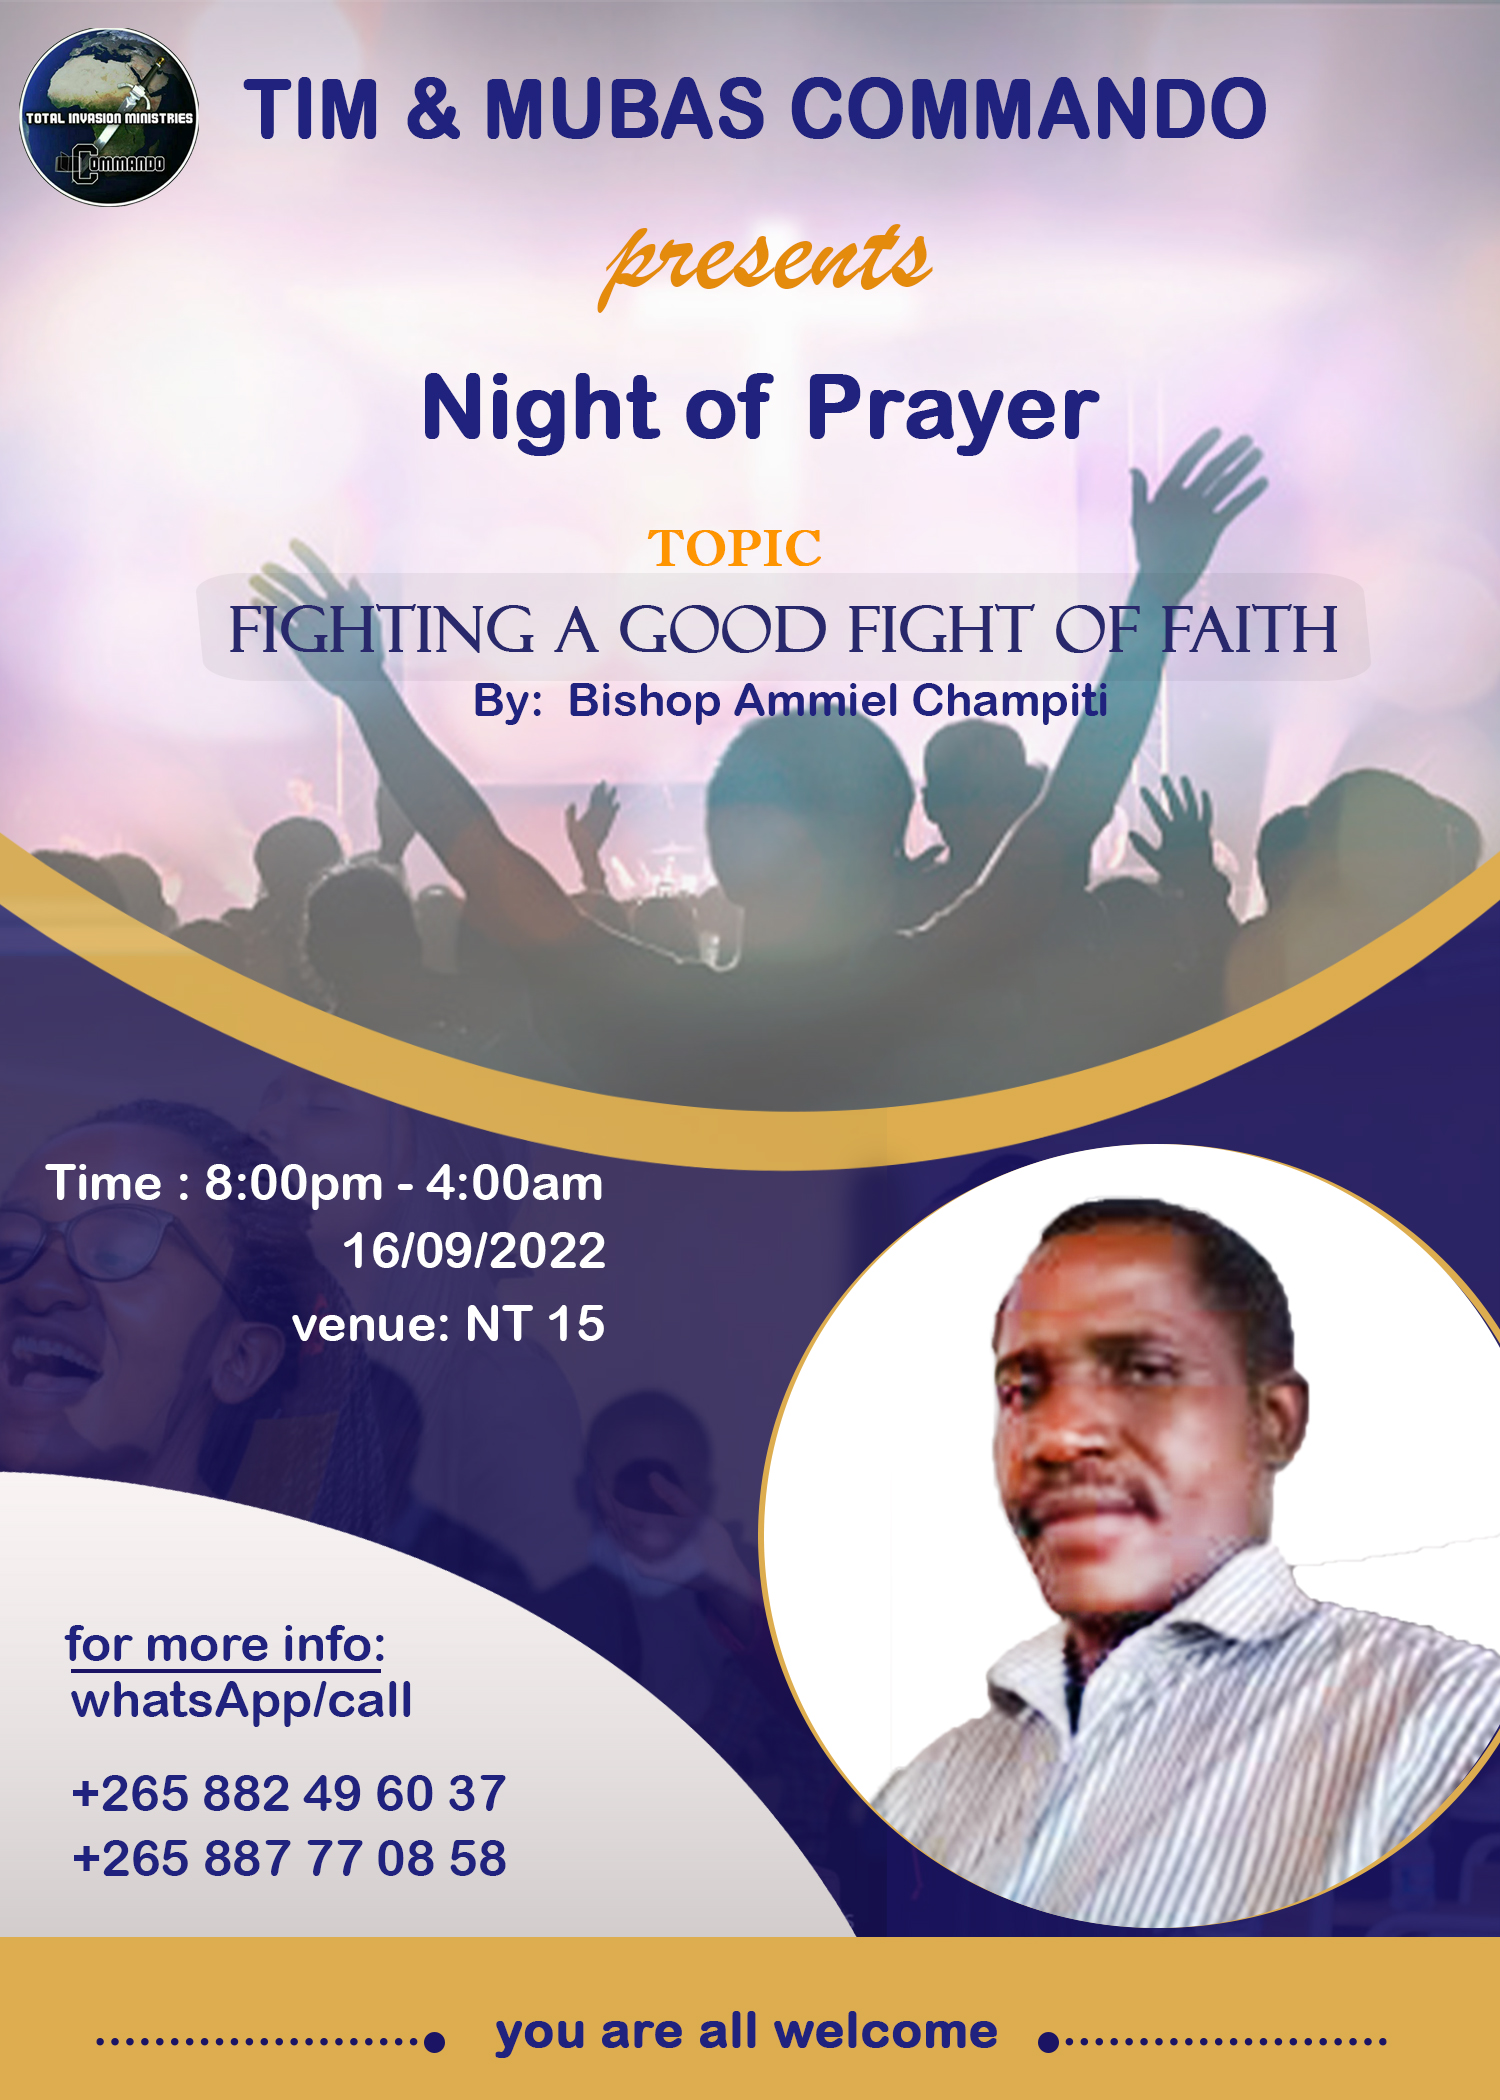 TOTAL INVASION MINISTRIES
COMMANDO
TIM & MUBAS COMMANDO
presents
Night of Prayer
TOPIC
FIGHTING A GOOD FIGHT OF FAITH
By: Bishop Ammiel Champiti
Time : 8:00pm - 4:00am
16/09/2022
venue: NT 15
for more info:
whatsApp/call
+265 882 49 60 37
+265 887 77 08 58
you are all welcome